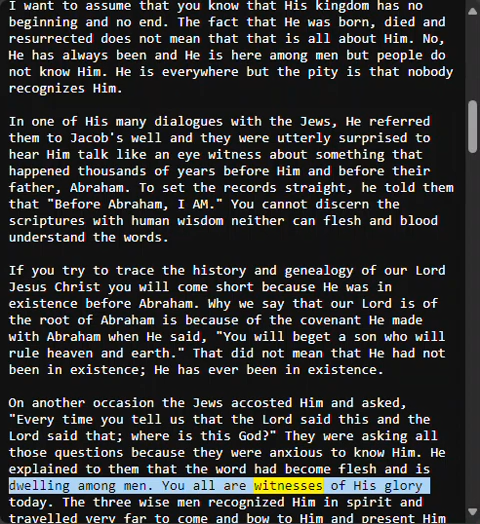 I want to assume that you know that His kingdom has no
beginning and no end. The fact that He was born, died and
resurrected does not mean that that is all about Him. No,
He has always been and He is here among men but people do
not know Him. He is everywhere but the pity is that nobody
recognizes Him.
In one of His many dialogues with the Jews, He referred
them to Jacob's well and they were utterly surprised to
hear Him talk like an eye witness about something that
happened thousands of years before Him and before their
father, Abraham. To set the records straight, he told them
that "Before Abraham, I AM." You cannot discern the
scriptures with human wisdom neither can flesh and blood
understand the words.
If you try to trace the history and genealogy of our Lord
Jesus Christ you will come short because He was in
existence before Abraham. Why we say that our Lord is of
the root of Abraham is because of the covenant He made
with Abraham when He said, "You will beget a son who will
rule heaven and earth." That did not mean that He had not
been in existence; He has ever been in existence.
On another occasion the Jews accosted Him and asked,
"Every time you tell us that the Lord said this and the
Lord said that; where is this God?" They were asking all
those questions because they were anxious to know Him. He
explained to them that the word had become flesh and is
dwelling among men. You all are witnesses of His glory
today. The three wise men recognized Him in spirit and
travelled very far to come and bow to Him and present Him